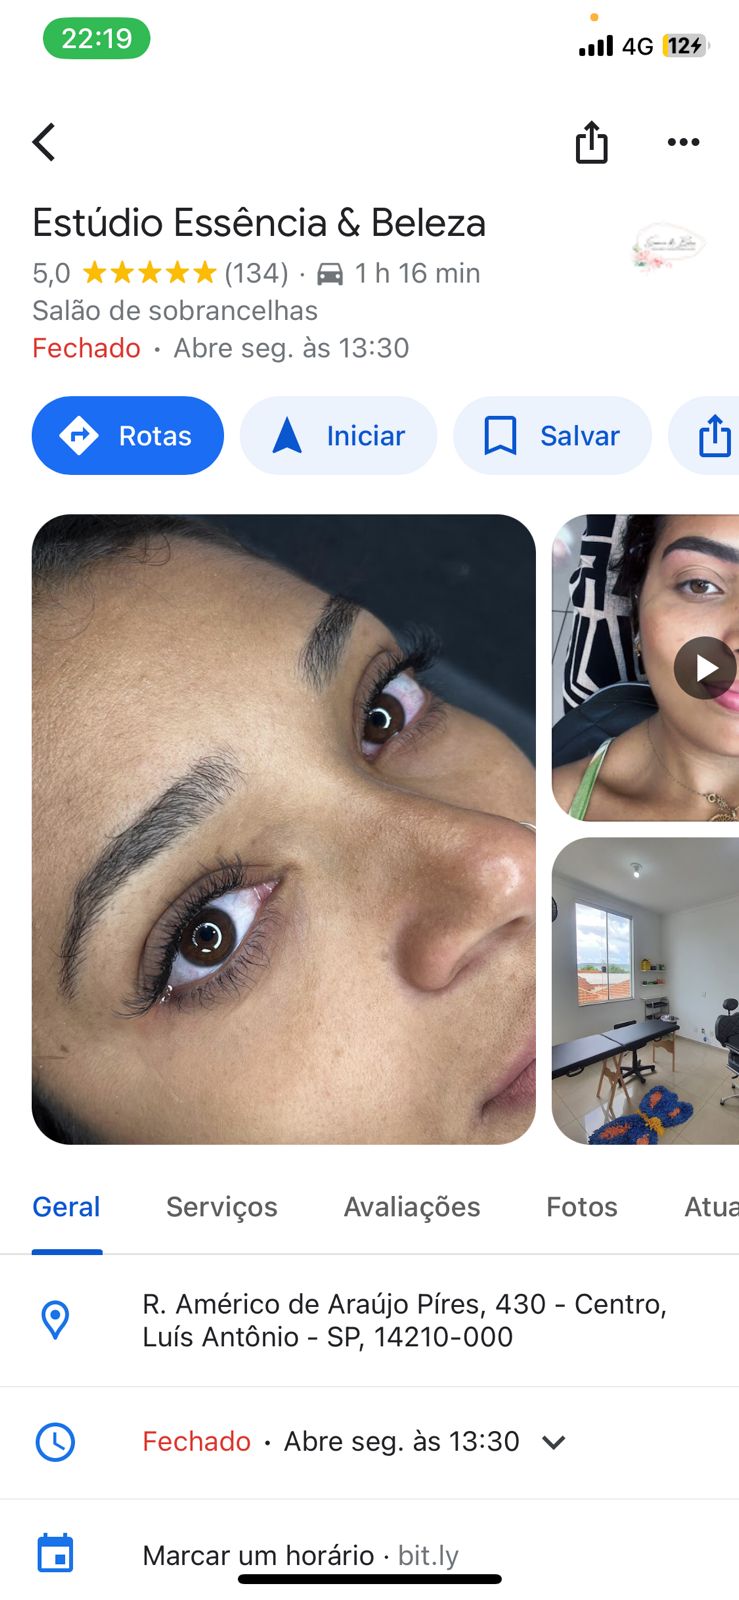 22:19
4G 12
Estúdio Essência & Beleza
5,0 (134) · 1 h 16 min
Salão de sobrancelhas
Fechado · Abre seg. às 13:30
Rotas Iniciar Salvar
Geral Serviços Avaliações Fotos Atua
R. Américo de Araújo Píres, 430 - Centro,
Luís Antônio - SP, 14210-000
Fechado · Abre seg. às 13:30
Marcar um horário · bit.ly